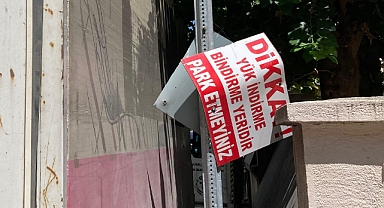 DİKKA
YÜK İNDİRME
BİNDİRME YERİDİR
PARK ETMEYİNİZ